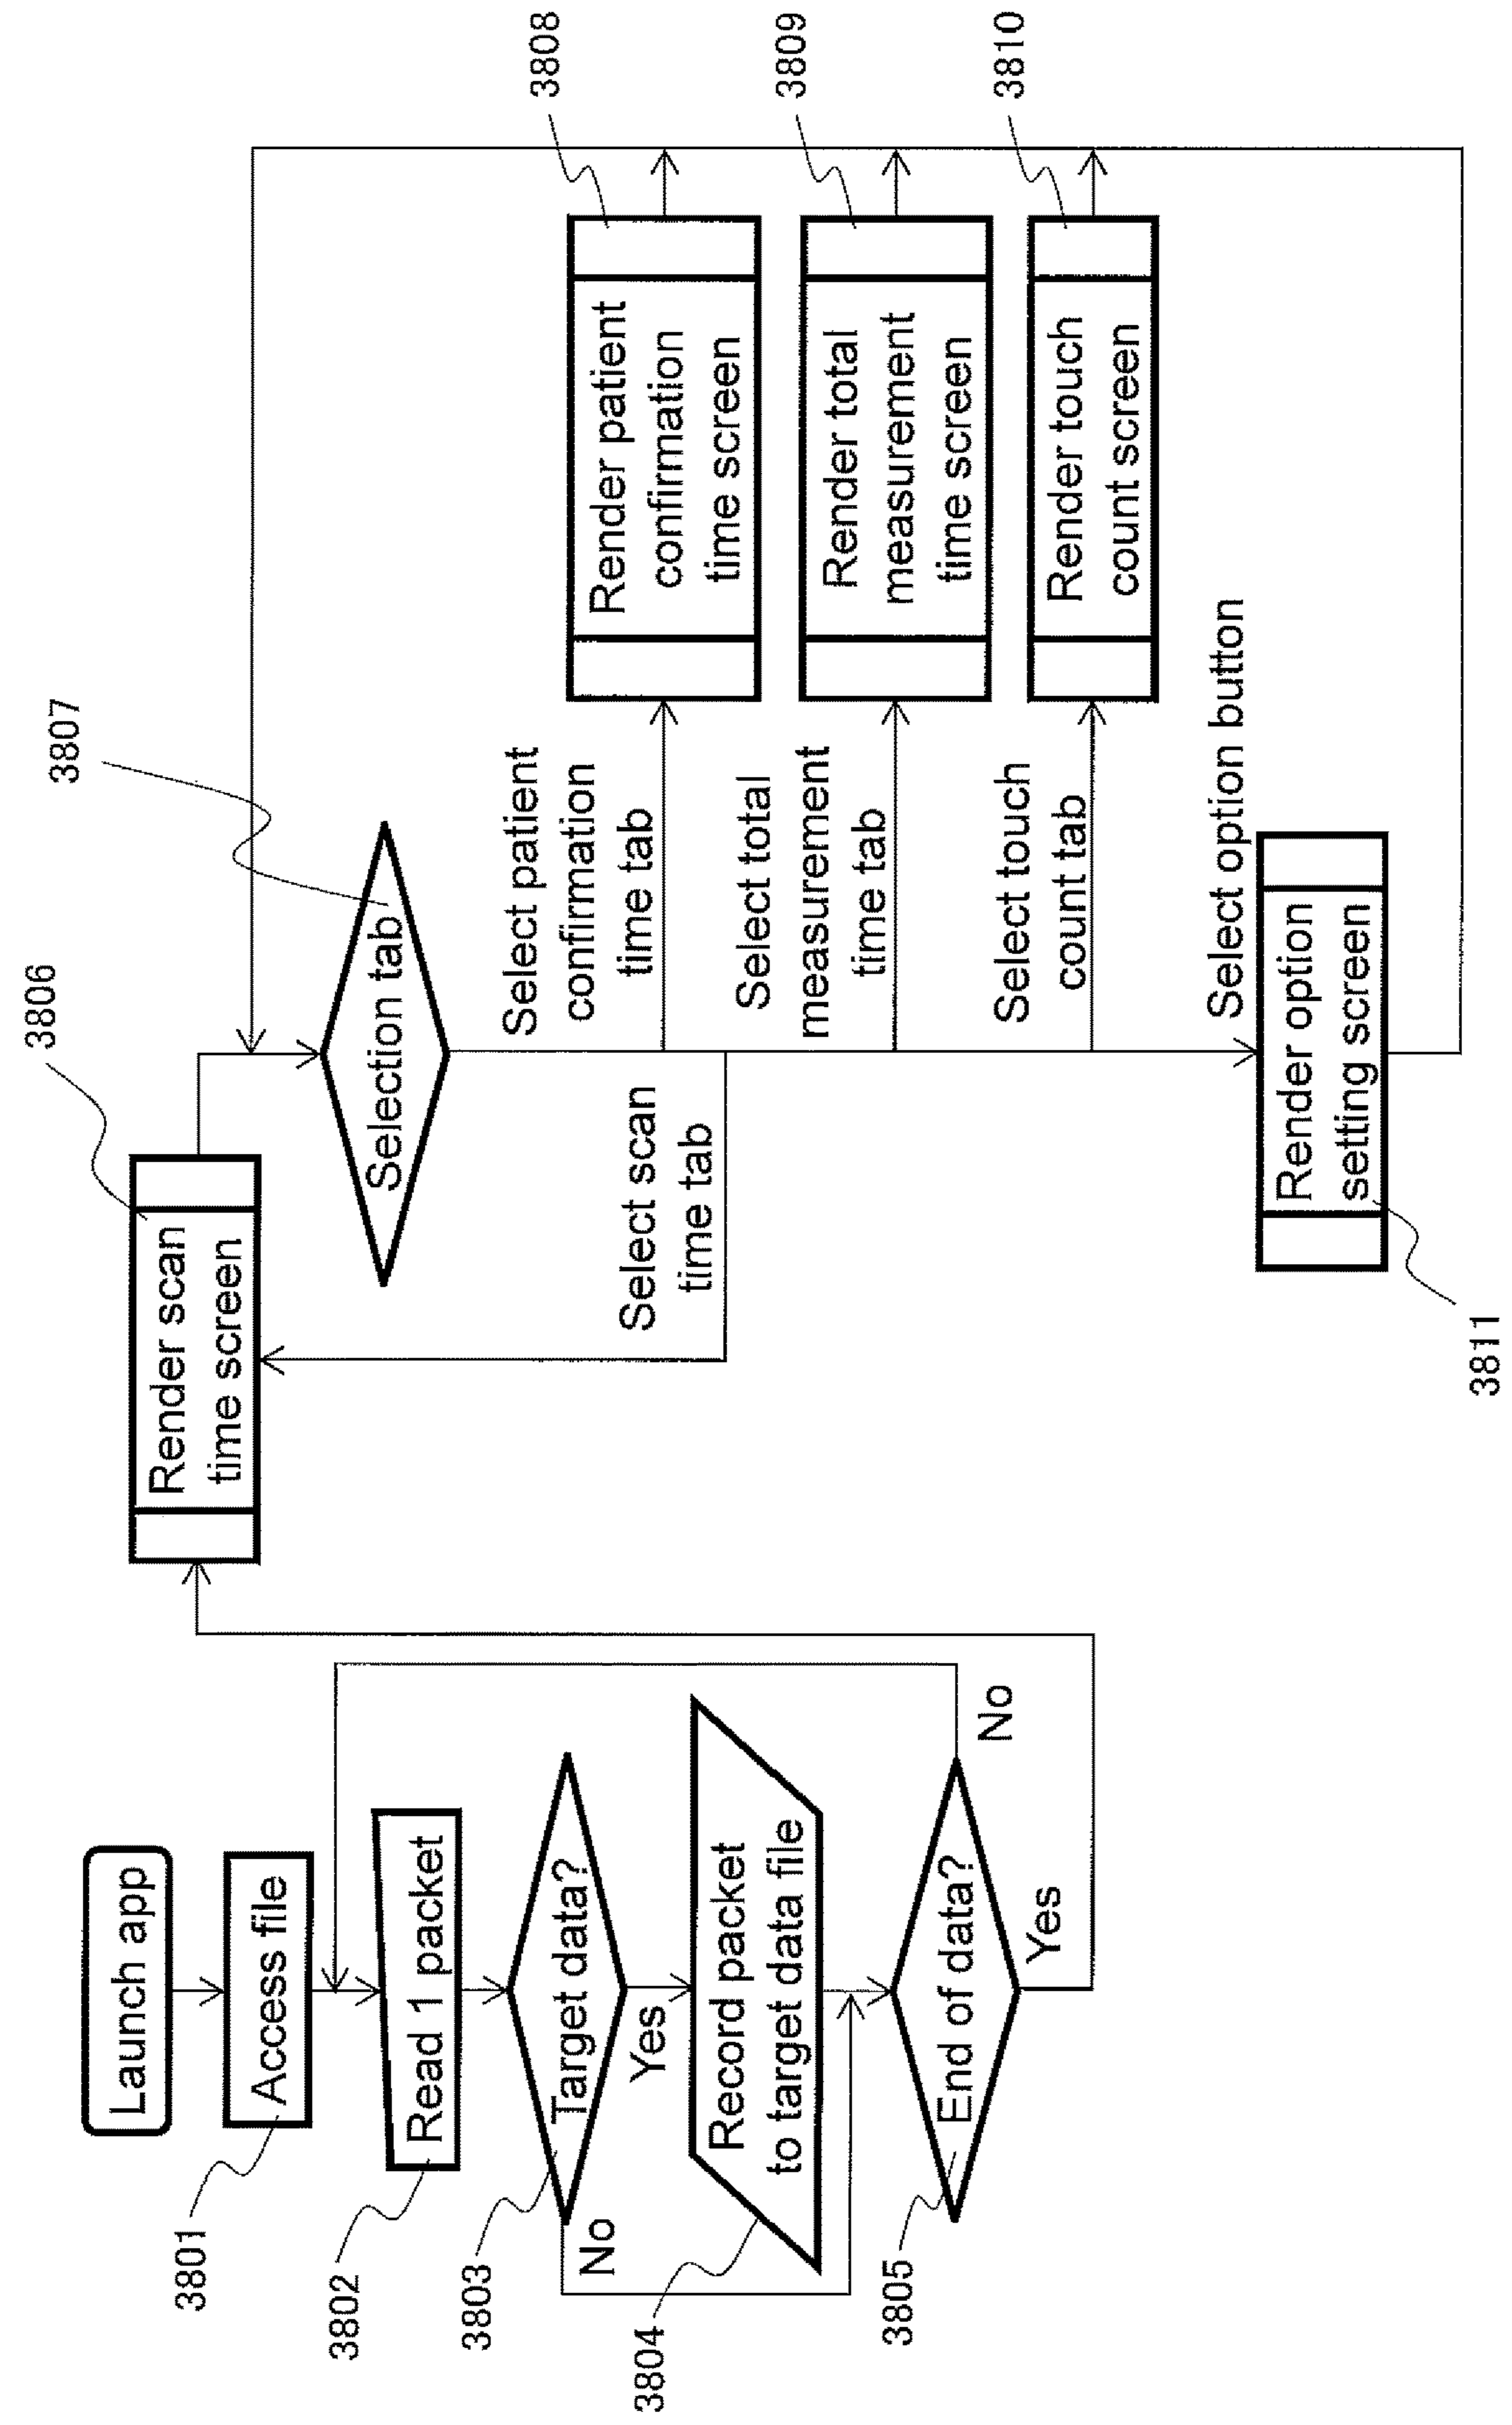 Launch app
Access file
3801
Read 1 packet
3802
Target data?
3803
Yes
No
Record packet
to target data file
3804
End of data?
3805
No
Yes
Render scan
time screen
3806
Selection tab
3807
Select scan
time tab
Select patient
confirmation
time tab
Render patient
confirmation
time screen
3808
Select total
measurement
time tab
Render total
measurement
time screen
3809
Select touch
count tab
Render touch
count screen
3810
Select option button
Render option
setting screen
3811